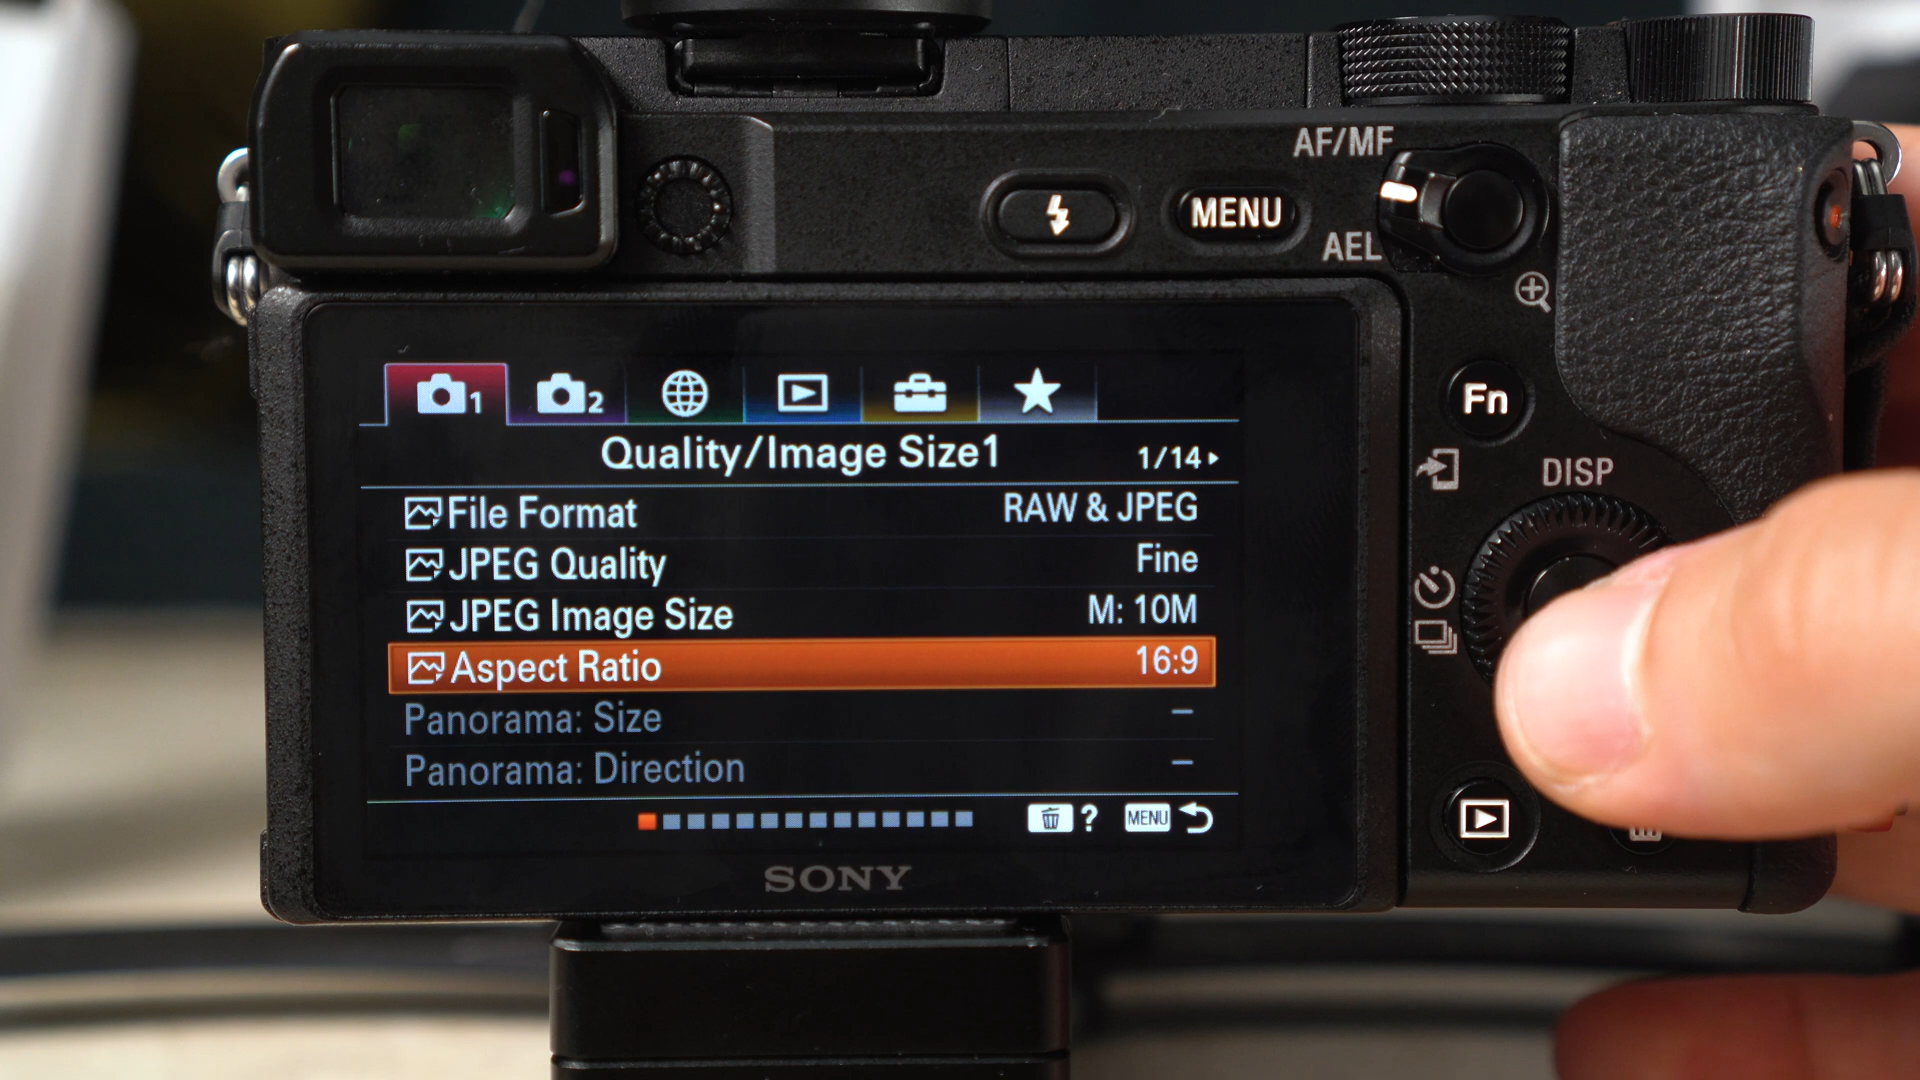 AF/MF
MENU
AEL
Fn
1 2
Quality/Image Size1 1/14
DISP
File Format RAW & JPEG
JPEG Quality Fine
JPEG Image Size M: 10M
Aspect Ratio 16:9
Panorama: Size –
Panorama: Direction –
? MENU
SONY